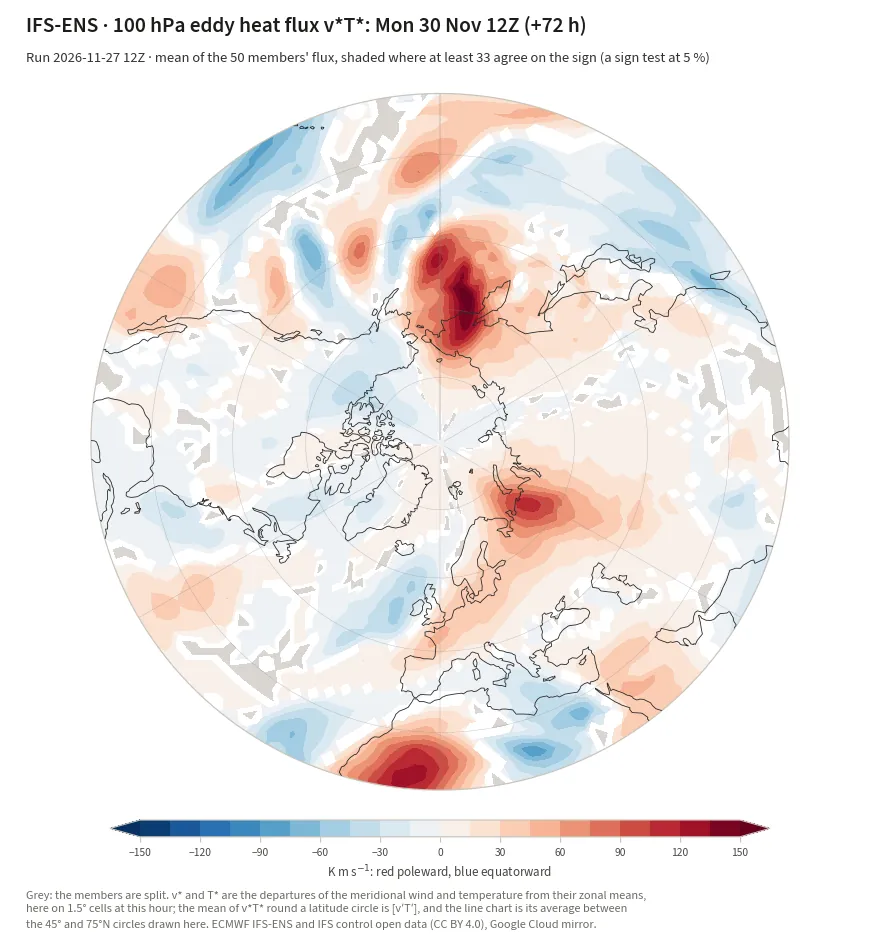 IFS-ENS · 100 hPa eddy heat flux v*T*: Mon 30 Nov 12Z (+72 h)
Run 2026-11-27 12Z · mean of the 50 members' flux, shaded where at least 33 agree on the sign (a sign test at 5 %)
−150 −120 −90 −60 −30 0 30 60 90 120 150
K m s⁻¹: red poleward, blue equatorward
Grey: the members are split. v* and T* are the departures of the meridional wind and temperature from their zonal means,
here on 1.5° cells at this hour; the mean of v*T* round a latitude circle is [v'T'], and the line chart is its average between
the 45° and 75°N circles drawn here. ECMWF IFS-ENS and IFS control open data (CC BY 4.0), Google Cloud mirror.